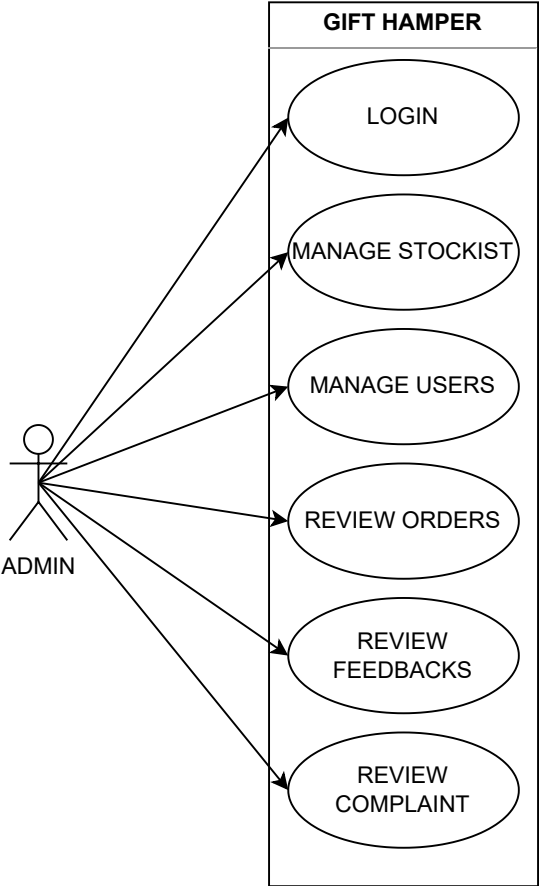 GIFT HAMPER
LOGIN
MANAGE STOCKIST
MANAGE USERS
REVIEW ORDERS
ADMIN
REVIEW
FEEDBACKS
REVIEW
COMPLAINT